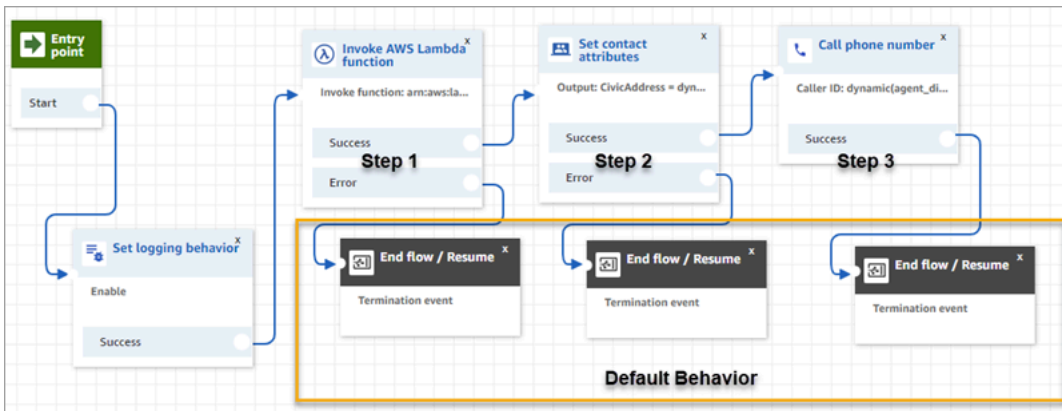 Entry
point
Start
Set logging behavior
x
Enable
Success
Invoke AWS Lambda
function
x
Invoke function: arn:aws:la...
Success
Step 1
Error
Set contact
attributes
x
Output: CivicAddress = dyn...
Success
Step 2
Error
Call phone number
x
Caller ID: dynamic(agent_di...
Success
Step 3
End flow / Resume
x
Termination event
End flow / Resume
x
Termination event
End flow / Resume
x
Termination event
Default Behavior